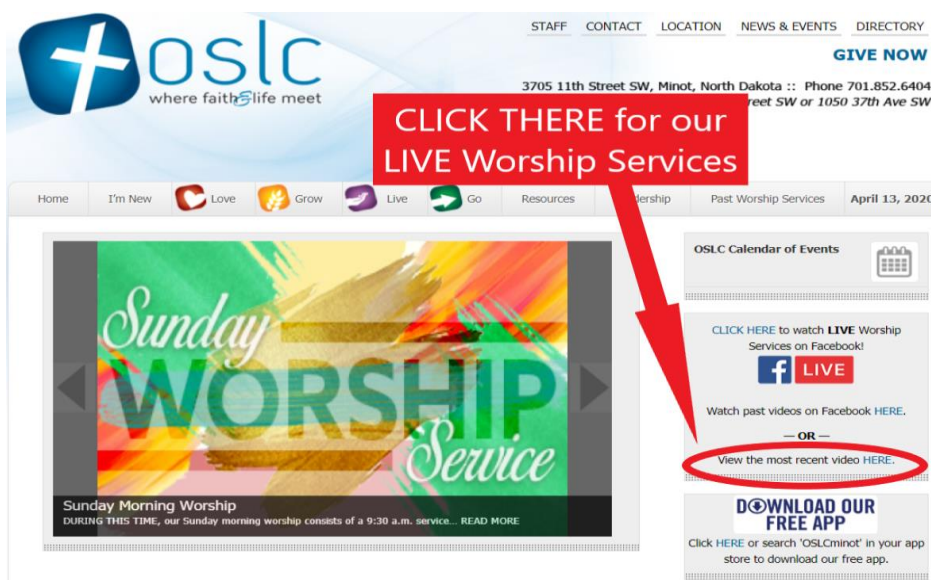 STAFF CONTACT LOCATION NEWS & EVENTS DIRECTORY
oslc
where faith & life meet
GIVE NOW
3705 11th Street SW, Minot, North Dakota :: Phone 701.852.6404
reet SW or 1050 37th Ave SW
CLICK THERE for our
LIVE Worship Services
Home I'm New Love Grow Live Go Resources dership Past Worship Services April 13, 2020
Sunday
WORSHIP
Service
Sunday Morning Worship
DURING THIS TIME, our Sunday morning worship consists of a 9:30 a.m. service... READ MORE
OSLC Calendar of Events
CLICK HERE to watch LIVE Worship
Services on Facebook!
f LIVE
Watch past videos on Facebook HERE.
— OR —
View the most recent video HERE.
DOWNLOAD OUR
FREE APP
Click HERE or search 'OSLCminot' in your app
store to download our free app.